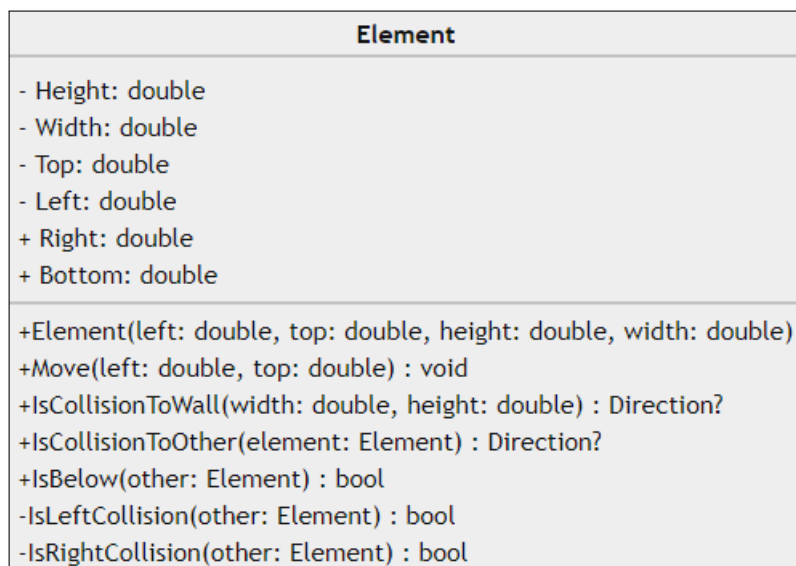 Element
- Height: double
- Width: double
- Top: double
- Left: double
+ Right: double
+ Bottom: double
+Element(left: double, top: double, height: double, width: double)
+Move(left: double, top: double) : void
+IsCollisionToWall(width: double, height: double) : Direction?
+IsCollisionToOther(element: Element) : Direction?
+IsBelow(other: Element) : bool
-IsLeftCollision(other: Element) : bool
-IsRightCollision(other: Element) : bool